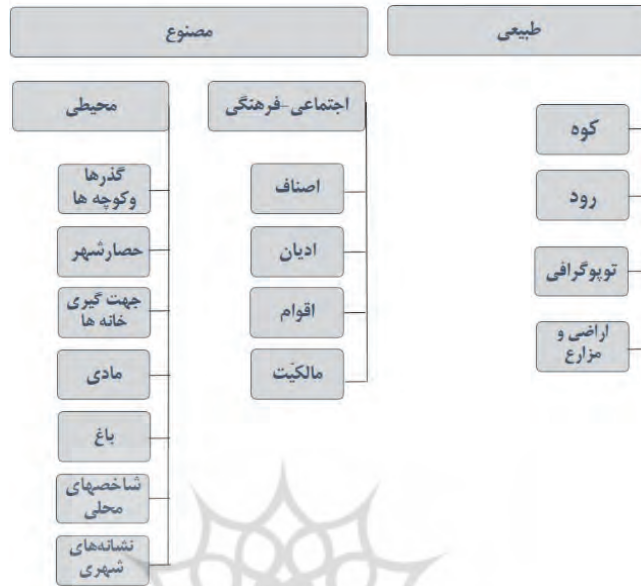 طبیعی
کوه
رود
توپوگرافی
اراضی و
مزارع
مصنوع
اجتماعی-فرهنگی
اصناف
ادیان
اقوام
مالکیّت
محیطی
گذرها
وکوچه ها
حصارشهر
جهت گیری
خانه ها
مادی
باغ
شاخصهای
محلی
نشانه‌های
شهری